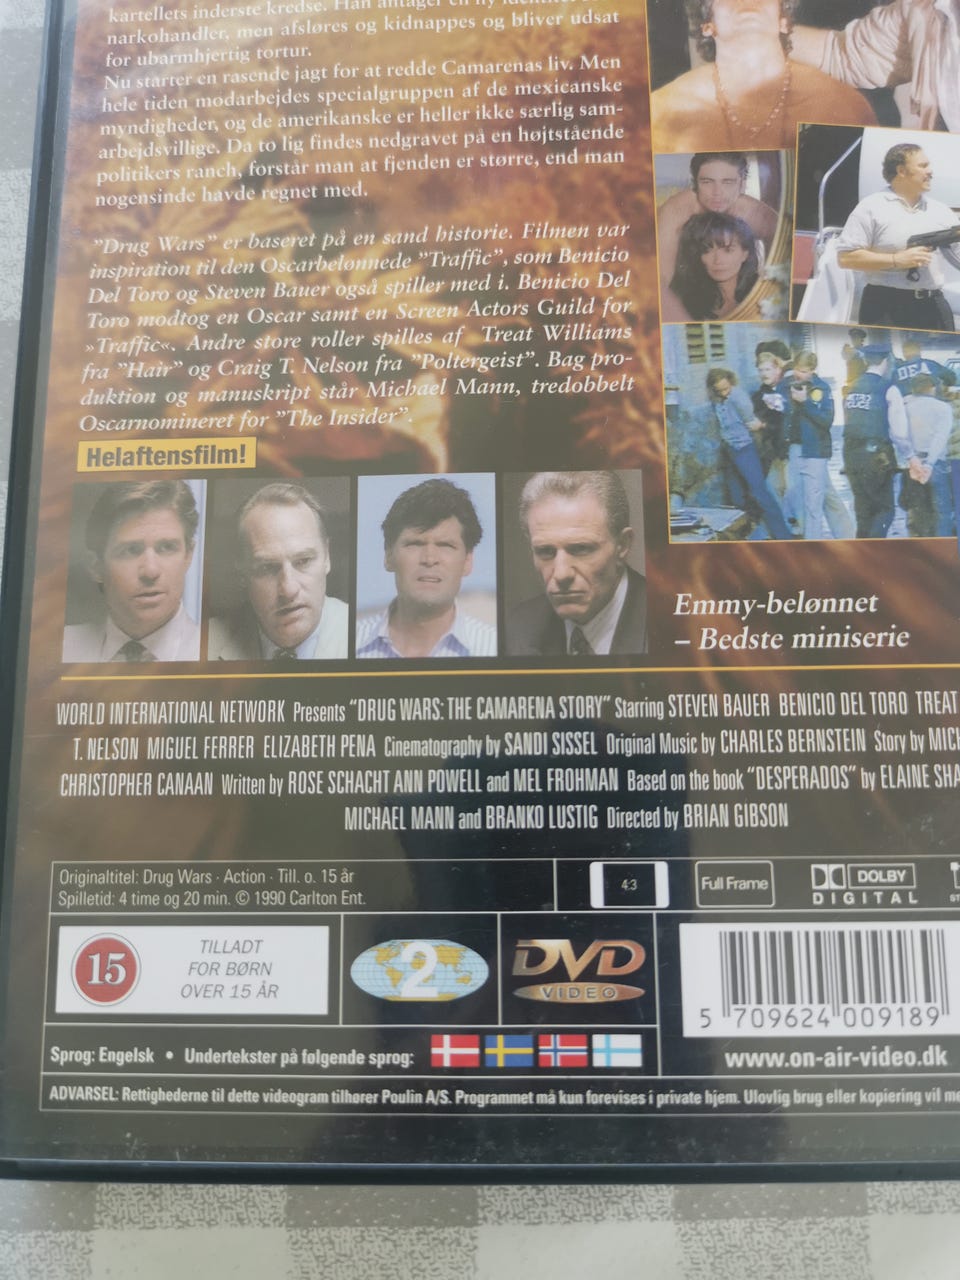 kartellets inderste kredse. Han antager en ny
narkohandler, men afsløres og kidnappes og bliver udsat
for ubarmhjertig tortur.
Nu starter en rasende jagt for at redde Camarenas liv. Men
hele tiden modarbejdes specialgruppen af de mexicanske
myndigheder, og de amerikanske er heller ikke særlig sam-
arbejdsvillige. Da to lig findes nedgravet på en højtstående
politikers ranch, forstår man at fjenden er større, end man
nogensinde havde regnet med.
"Drug Wars" er baseret på en sand historie. Filmen var
inspiration til den Oscarbelønnede "Traffic", som Benicio
Del Toro og Steven Bauer også spiller med i. Benicio Del
Toro modtog en Oscar samt en Screen Actors Guild for
»Traffic«. Andre store roller spilles af Treat Williams
fra "Hair" og Craig T. Nelson fra "Poltergeist". Bag pro-
duktion og manuskript står Michael Mann, tredobbelt
Oscarnomineret for "The Insider".
Helaftensfilm!
DEA
METRO
POLICE
Emmy-belønnet
– Bedste miniserie
WORLD INTERNATIONAL NETWORK Presents "DRUG WARS: THE CAMARENA STORY" Starring STEVEN BAUER BENICIO DEL TORO TREAT
T. NELSON MIGUEL FERRER ELIZABETH PENA Cinematography by SANDI SISSEL Original Music by CHARLES BERNSTEIN Story by MICH
CHRISTOPHER CANAAN Written by ROSE SCHACHT ANN POWELL and MEL FROHMAN Based on the book "DESPERADOS" by ELAINE SHA
MICHAEL MANN and BRANKO LUSTIG Directed by BRIAN GIBSON
Originaltitel: Drug Wars · Action · Till. o. 15 år
Spilletid: 4 time og 20 min. © 1990 Carlton Ent.
4:3
Full Frame
DOLBY
DIGITAL
ST
15
TILLADT
FOR BØRN
OVER 15 ÅR
2
DVD
VIDEO
5 709624 009189
www.on-air-video.dk
Sprog: Engelsk • Undertekster på følgende sprog:
ADVARSEL: Rettighederne til dette videogram tilhører Poulin A/S. Programmet må kun forevises i private hjem. Ulovlig brug eller kopiering vil me